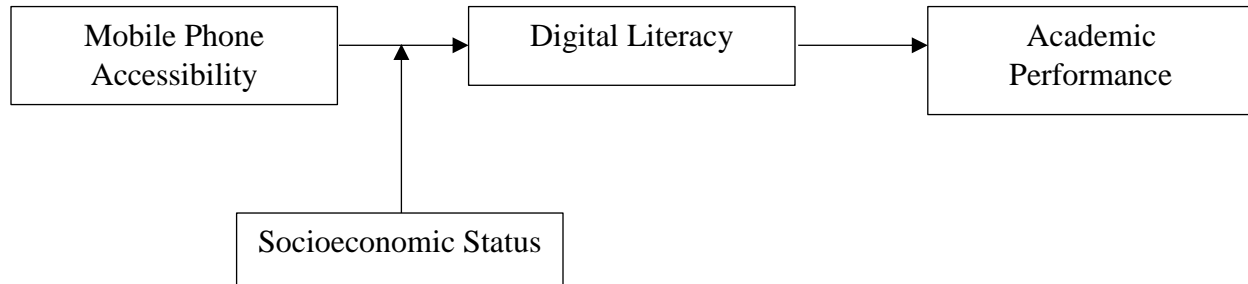 Mobile Phone
Accessibility
Digital Literacy
Academic
Performance
Socioeconomic Status